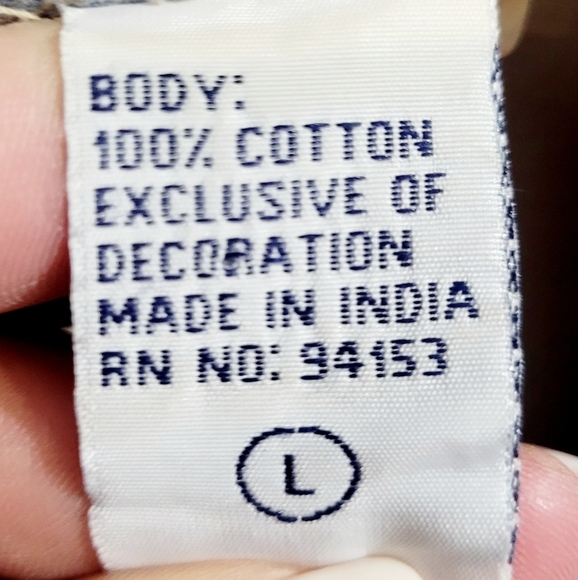 BODY:
100% COTTON
EXCLUSIVE OF
DECORATION
MADE IN INDIA
RN NO: 94153
L